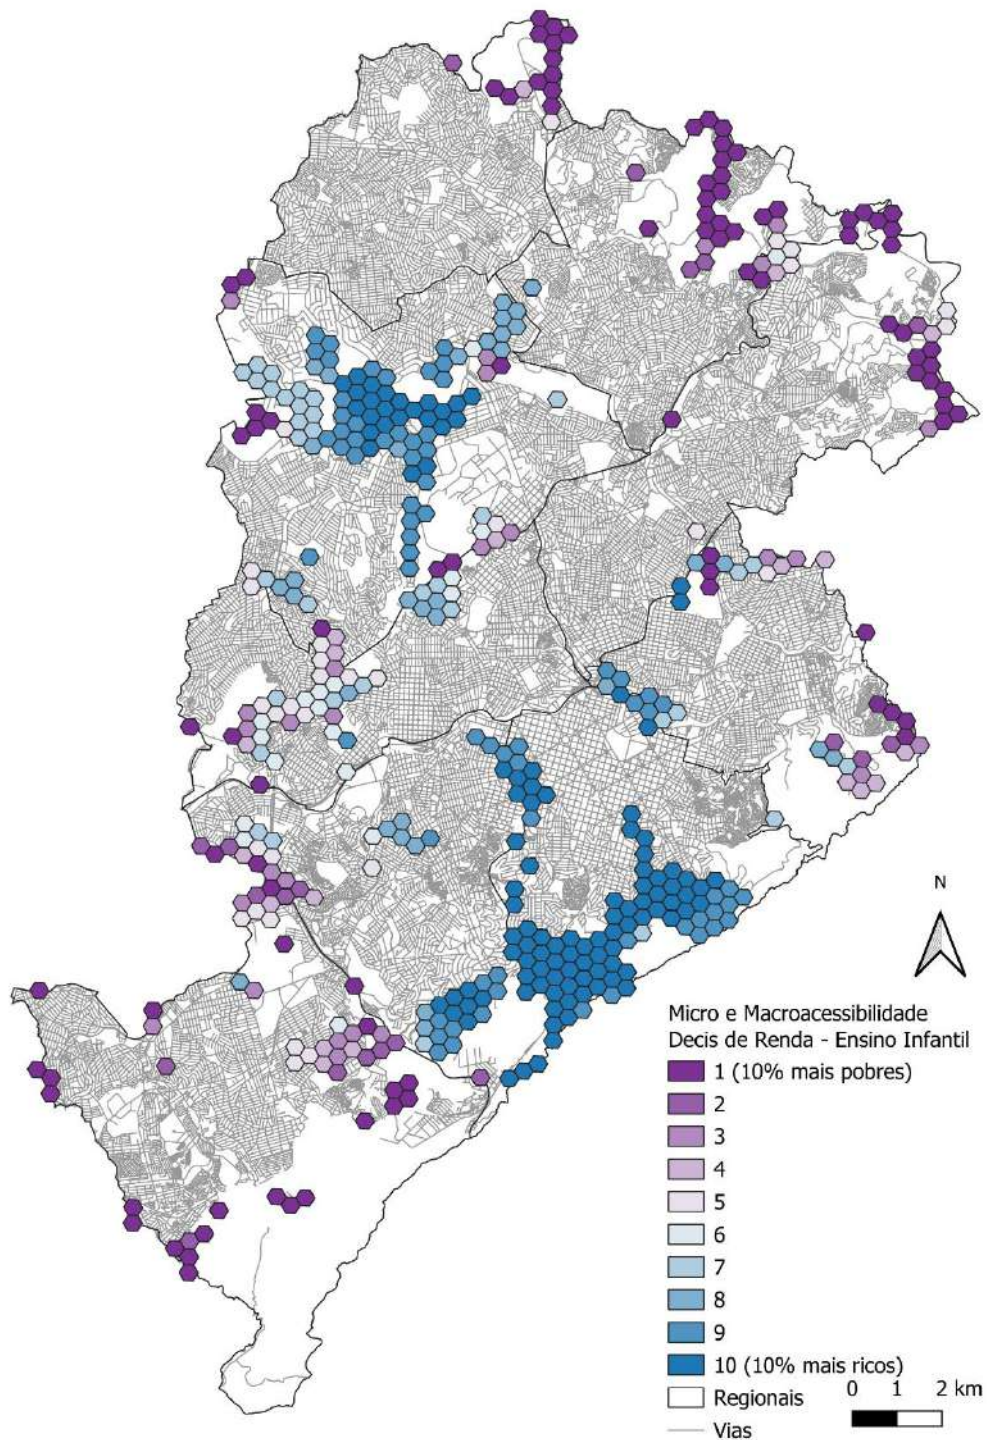 N
Micro e Macroacessibilidade
Decis de Renda - Ensino Infantil
1 (10% mais pobres)
2
3
4
5
6
7
8
9
10 (10% mais ricos)
Regionais
Vias
0 1 2 km